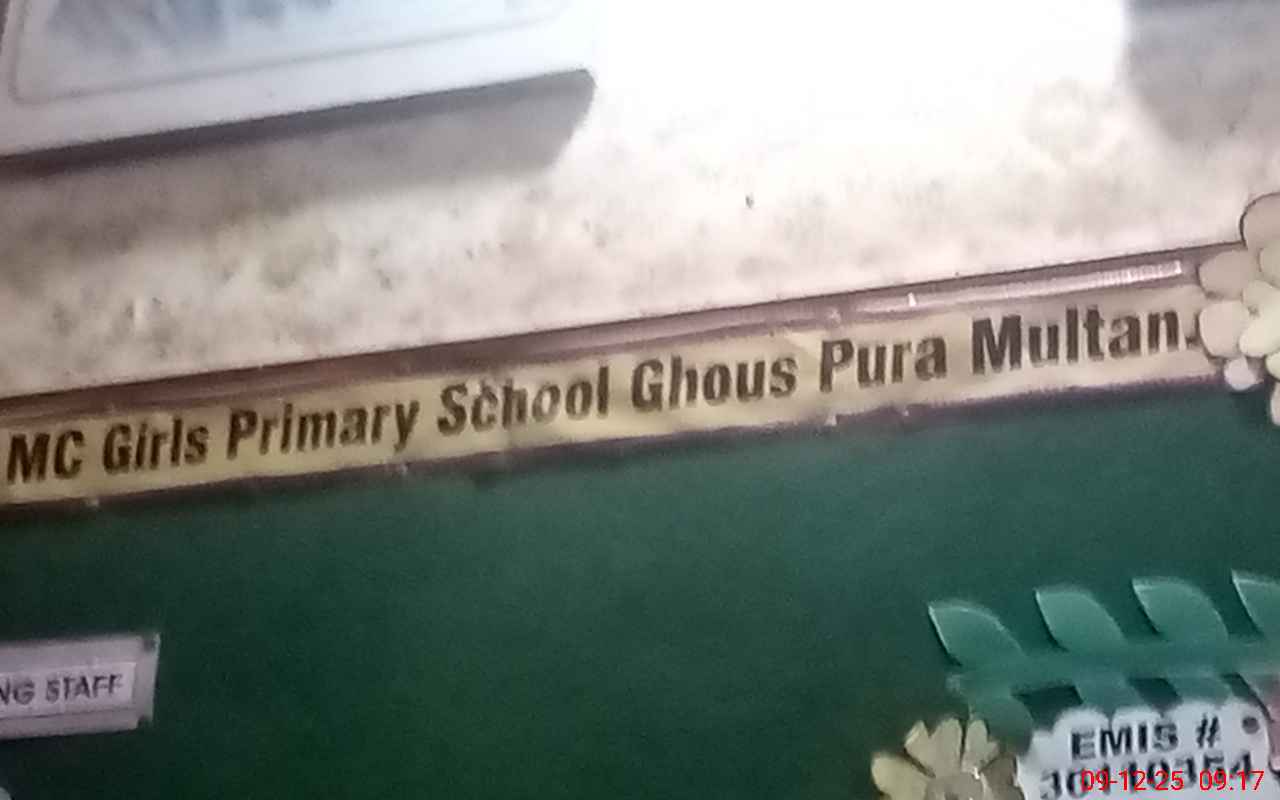 MC Girls Primary School Ghous Pura Multan.
NG STAFF
EMIS #
09-12-25 09.17